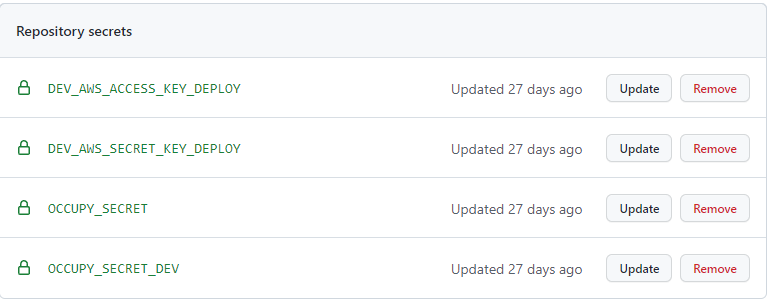 Repository secrets
DEV_AWS_ACCESS_KEY_DEPLOY Updated 27 days ago Update Remove
DEV_AWS_SECRET_KEY_DEPLOY Updated 27 days ago Update Remove
OCCUPY_SECRET Updated 27 days ago Update Remove
OCCUPY_SECRET_DEV Updated 27 days ago Update Remove